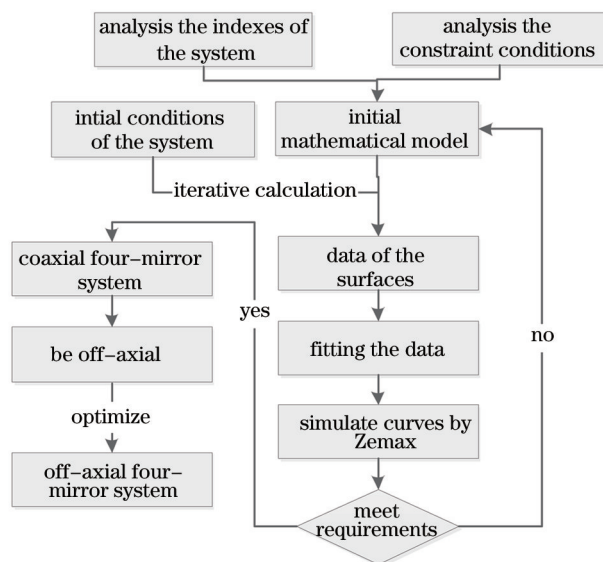 analysis the indexes of
the system
analysis the
constraint conditions
intial conditions
of the system
initial
mathematical model
iterative calculation
coaxial four-mirror
system
data of the
surfaces
yes
no
be off-axial
fitting the data
optimize
simulate curves by
Zemax
off-axial four-
mirror system
meet
requirements